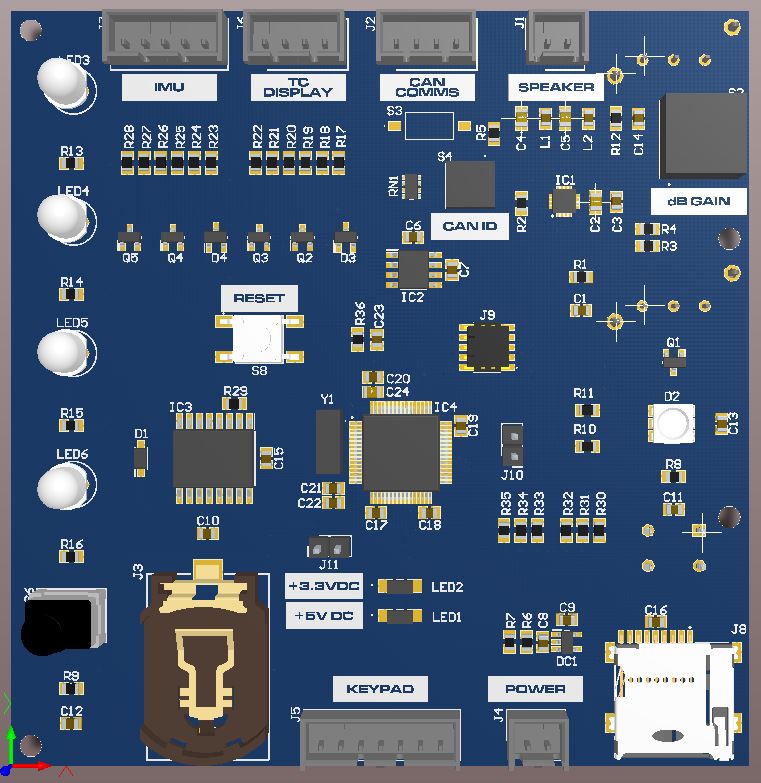 J6
J2
J1
LED3
IMU
TC
DISPLAY
CAN
COMMS
SPEAKER
S3
R5
C4
L1
C5
L2
R12
C14
R28
R27
R26
R25
R24
R23
R22
R21
R20
R19
R18
R17
R13
S4
RN1
IC1
LED4
dB GAIN
R2
C2
C3
CAN ID
Q5
Q4
D4
Q3
Q2
D3
C6
R4
R3
IC2
C7
R1
R14
RESET
C1
R36
C23
J9
LED5
S8
Q1
C20
C24
R29
Y1
IC3
IC4
R11
D2
R15
D1
C15
C19
R10
C13
LED6
J10
R8
C21
C22
C17
C18
R35
R34
R33
R32
R31
R30
C11
C10
R16
J11
J3
+3.3VDC
LED2
+5V DC
LED1
C9
C16
R7
R6
C8
DC1
J8
R9
KEYPAD
POWER
C12
J5
J4